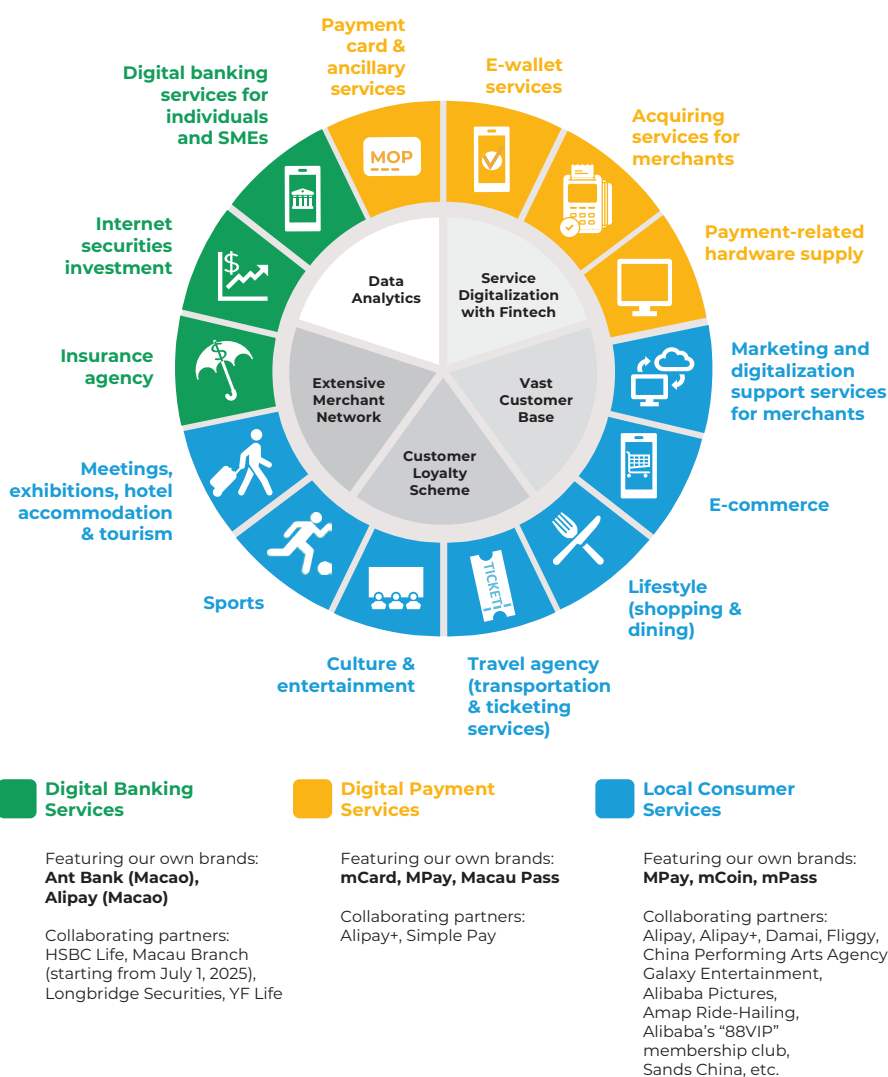 Payment
card &
ancillary
services
E-wallet
services
Digital banking
services for
individuals
and SMEs
Acquiring
services for
merchants
MOP
Internet
securities
investment
Payment-related
hardware supply
$
Data
Analytics
Service
Digitalization
with Fintech
Insurance
agency
$
Marketing and
digitalization
support services
for merchants
Extensive
Merchant
Network
Vast
Customer
Base
Customer
Loyalty
Scheme
Meetings,
exhibitions, hotel
accommodation
& tourism
E-commerce
TICKET
Sports
Lifestyle
(shopping &
dining)
Culture &
entertainment
Travel agency
(transportation
& ticketing
services)
Digital Banking
Services
Featuring our own brands:
Ant Bank (Macao),
Alipay (Macao)
Collaborating partners:
HSBC Life, Macau Branch
(starting from July 1, 2025),
Longbridge Securities, YF Life
Digital Payment
Services
Featuring our own brands:
mCard, MPay, Macau Pass
Collaborating partners:
Alipay+, Simple Pay
Local Consumer
Services
Featuring our own brands:
MPay, mCoin, mPass
Collaborating partners:
Alipay, Alipay+, Damai, Fliggy,
China Performing Arts Agency
Galaxy Entertainment,
Alibaba Pictures,
Amap Ride-Hailing,
Alibaba’s “88VIP”
membership club,
Sands China, etc.